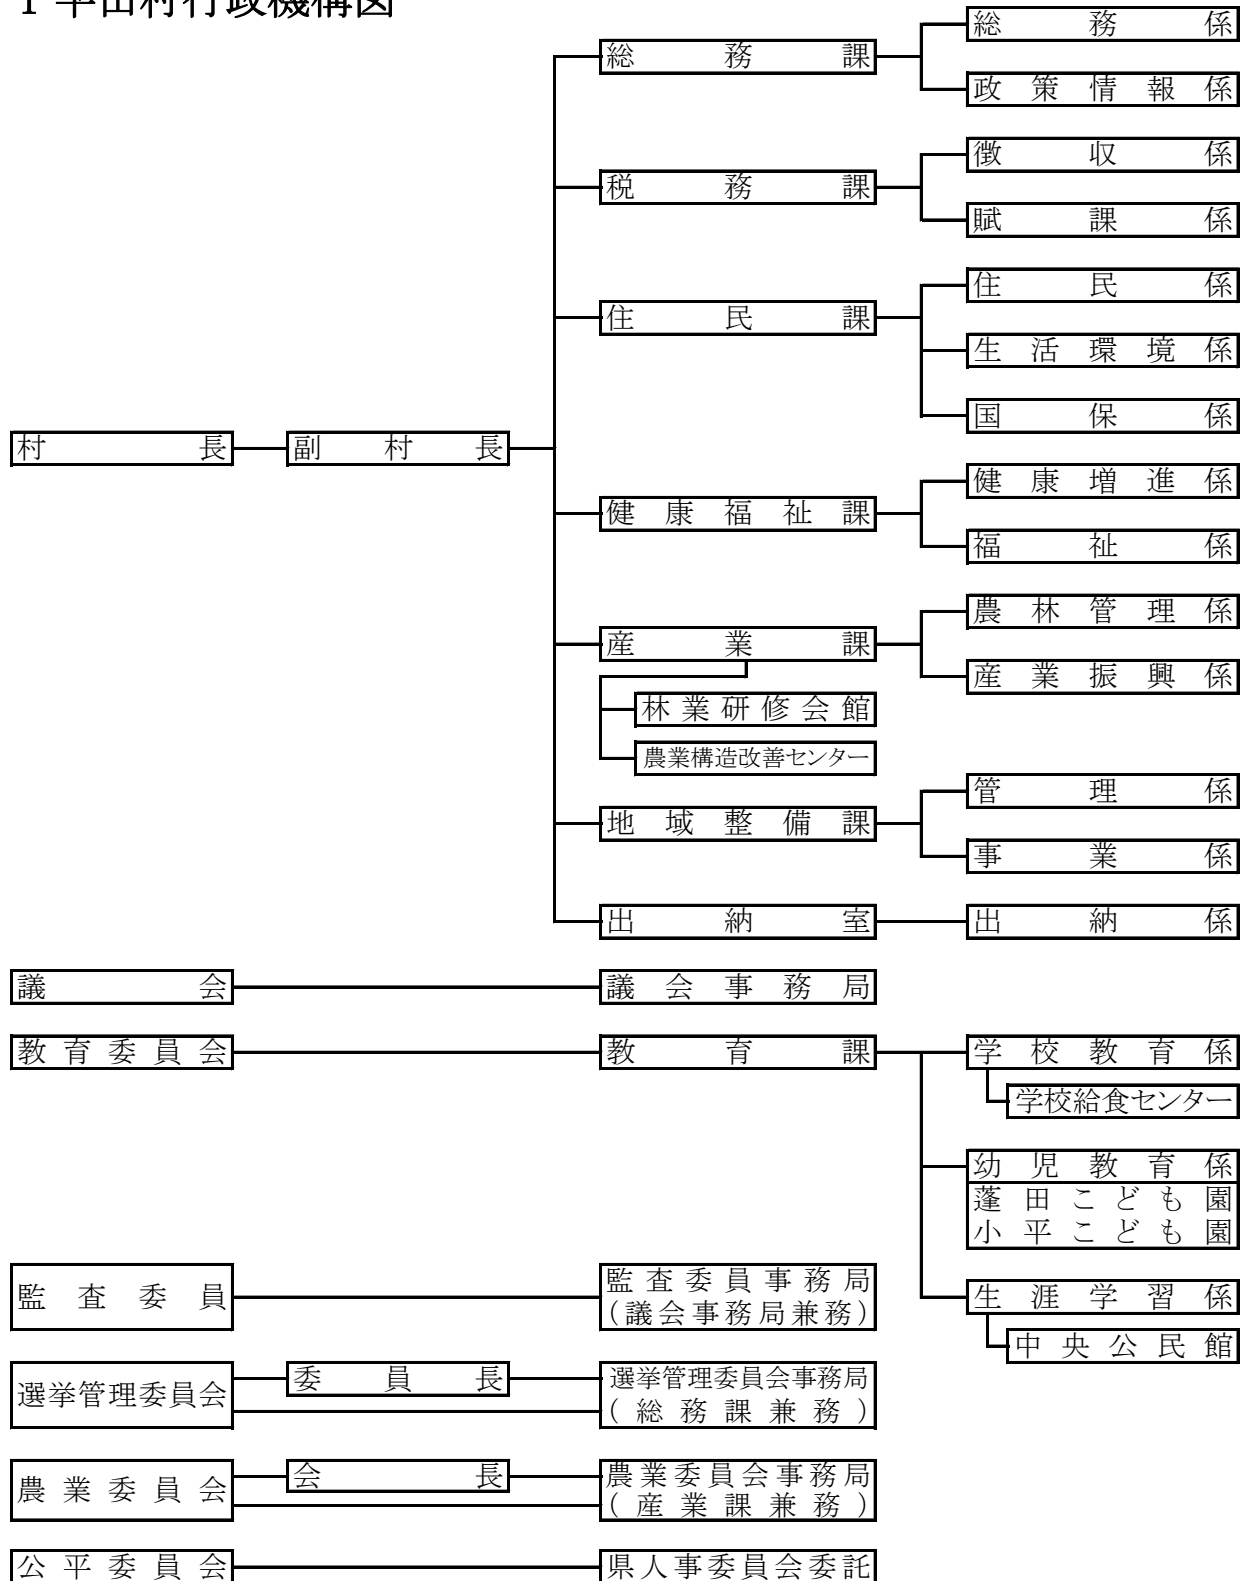 1 平田村行政機構図
総務課
総務係
政策情報係
税務課
徴収係
賦課係
住民課
住民係
生活環境係
国保係
村長
副村長
健康福祉課
健康増進係
福祉係
産業課
農林管理係
産業振興係
林業研修会館
農業構造改善センター
地域整備課
管理係
事業係
出納室
出納係
議会
議会事務局
教育委員会
教育課
学校教育係
学校給食センター
幼児教育係
蓬田こども園
小平こども園
生涯学習係
中央公民館
監査委員
監査委員事務局
(議会事務局兼務)
選挙管理委員会
委員長
選挙管理委員会事務局
(総務課兼務)
農業委員会
会長
農業委員会事務局
(産業課兼務)
公平委員会
県人事委員会委託